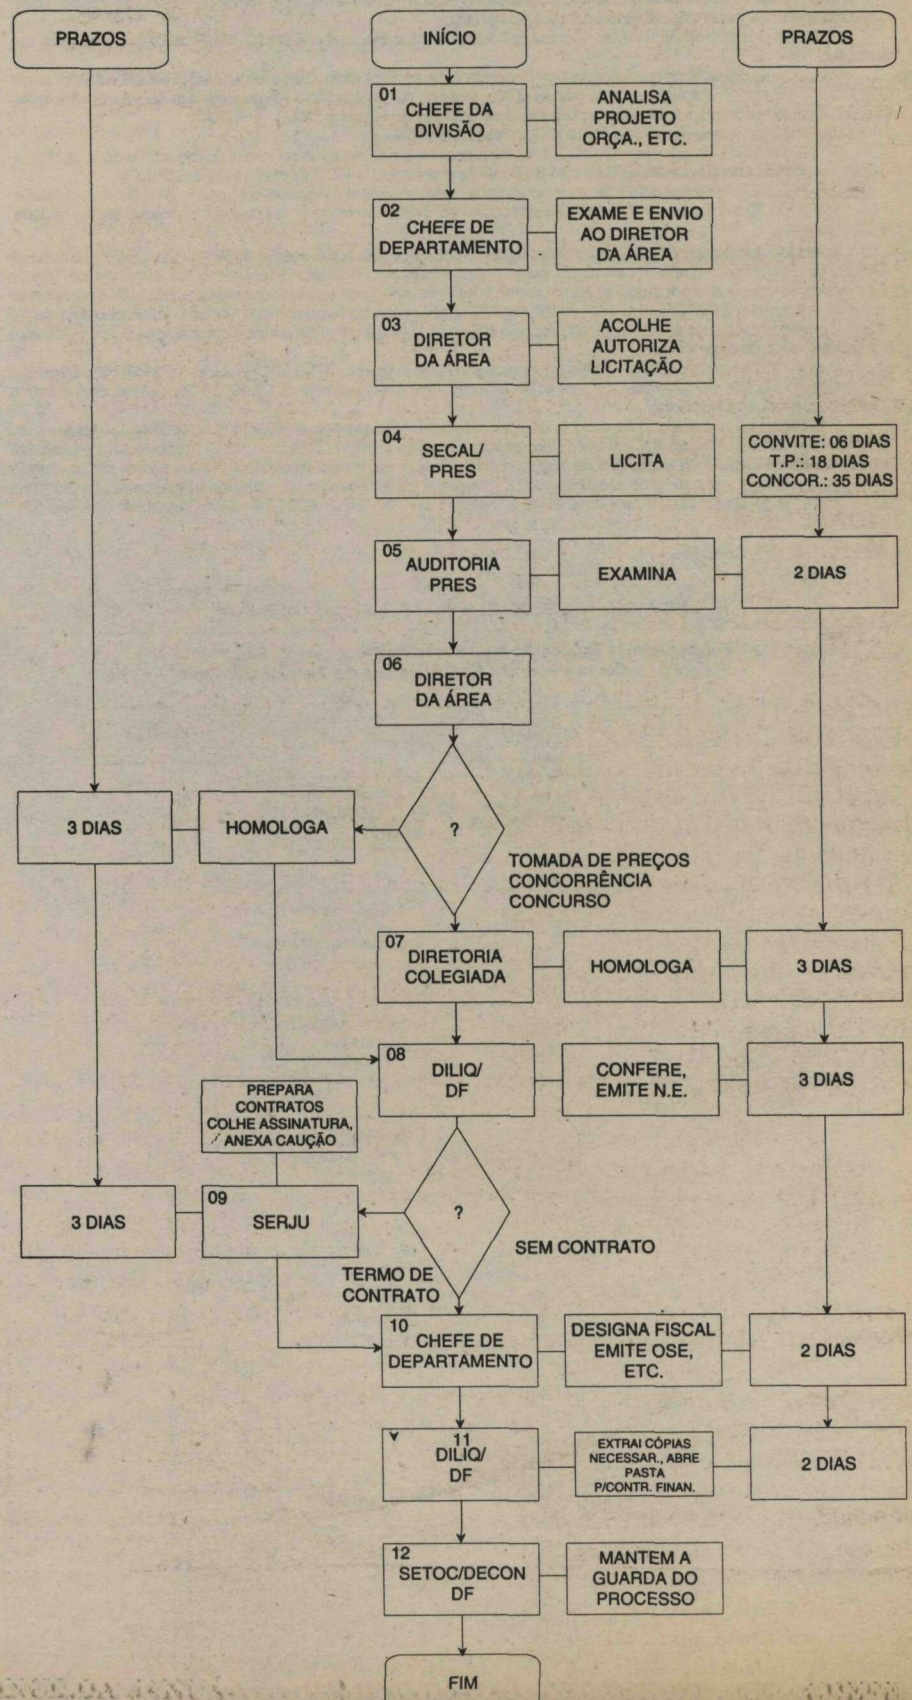 PRAZOS
INÍCIO
PRAZOS
01
CHEFE DA
DIVISÃO
ANALISA
PROJETO
ORÇA., ETC.
02
CHEFE DE
DEPARTAMENTO
EXAME E ENVIO
AO DIRETOR
DA ÁREA
03
DIRETOR
DA ÁREA
ACOLHE
AUTORIZA
LICITAÇÃO
04
SECAL/
PRES
LICITA
CONVITE: 06 DIAS
T.P.: 18 DIAS
CONCOR.: 35 DIAS
05
AUDITORIA
PRES
EXAMINA
2 DIAS
06
DIRETOR
DA ÁREA
3 DIAS
HOMOLOGA
?
TOMADA DE PREÇOS
CONCORRÊNCIA
CONCURSO
07
DIRETORIA
COLEGIADA
HOMOLOGA
3 DIAS
08
DILIQ/
DF
CONFERE,
EMITE N.E.
3 DIAS
PREPARA
CONTRATOS
COLHE ASSINATURA,
ANEXA CAUÇÃO
3 DIAS
09
SERJU
?
SEM CONTRATO
TERMO DE
CONTRATO
10
CHEFE DE
DEPARTAMENTO
DESIGNA FISCAL
EMITE OSE,
ETC.
2 DIAS
11
DILIQ/
DF
EXTRAI CÓPIAS
NECESSAR., ABRE
PASTA
P/CONTR. FINAN.
2 DIAS
12
SETOC/DECON
DF
MANTEM A
GUARDA DO
PROCESSO
FIM